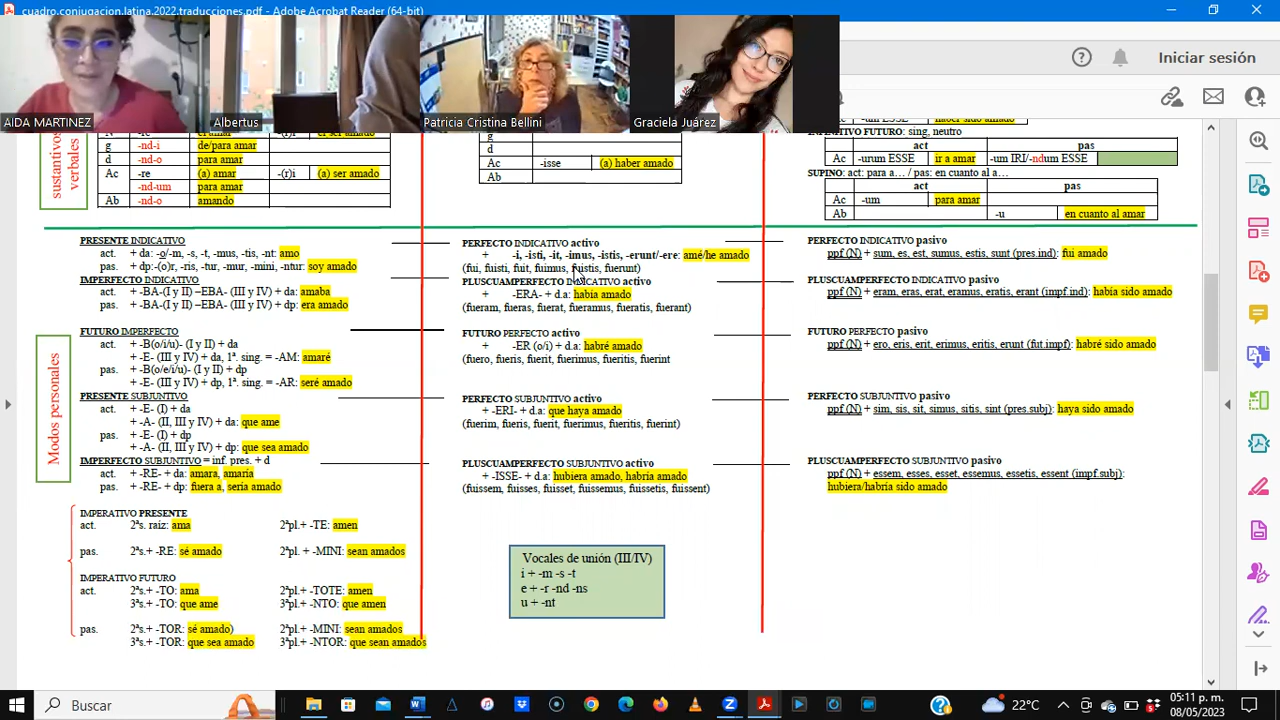 cuadro.conjugacion.latina.2022.traducciones.pdf - Adobe Acrobat Reader (64-bit)
AIDA MARTINEZ
Albertus
Patricia Cristina Bellini
Graciela Juárez
Iniciar sesión
sustantivos verbales
N -re el amar -(r)i el ser amado
g -nd-i de/para amar
d -nd-o para amar
Ac -re (a) amar -(r)i (a) ser amado
-nd-um para amar
Ab -nd-o amando
g
d
Ac -isse (a) haber amado
Ab
-um ESSE haber sido amado
INFINITIVO FUTURO: sing, neutro
act pas
Ac -urum ESSE ir a amar -um IRI/-ndum ESSE
SUPINO: act: para a… / pas: en cuanto al a…
act pas
Ac -um para amar
Ab -u en cuanto al amar
Modos personales
PRESENTE INDICATIVO
act. + da: -o/-m, -s, -t, -mus, -tis, -nt: amo
pas. + dp:-(o)r, -ris, -tur, -mur, -mini, -ntur: soy amado
IMPERFECTO INDICATIVO
act. + -BA-(I y II) –EBA- (III y IV) + da: amaba
pas. + -BA-(I y II) –EBA- (III y IV) + dp: era amado
FUTURO IMPERFECTO
act. + -B(o/i/u)- (I y II) + da
+ -E- (III y IV) + da, 1ª. sing. = -AM: amaré
pas. + -B(o/e/i/u)- (I y II) + dp
+ -E- (III y IV) + dp, 1ª. sing. = -AR: seré amado
PRESENTE SUBJUNTIVO
act. + -E- (I) + da
+ -A- (II, III y IV) + da: que ame
pas. + -E- (I) + dp
+ -A- (II, III y IV) + dp: que sea amado
IMPERFECTO SUBJUNTIVO = inf. pres. + d
act. + -RE- + da: amara, amaría
pas. + -RE- + dp: fuera a, sería amado
IMPERATIVO PRESENTE
act. 2ªs. raíz: ama 2ªpl.+ -TE: amen
pas. 2ªs.+ -RE: sé amado 2ªpl. + -MINI: sean amados
IMPERATIVO FUTURO
act. 2ªs.+ -TO: ama 2ªpl.+ -TOTE: amen
3ªs.+ -TO: que ame 3ªpl.+ -NTO: que amen
pas. 2ªs.+ -TOR: sé amado) 2ªpl.+ -MINI: sean amados
3ªs.+ -TOR: que sea amado 3ªpl.+ -NTOR: que sean amados
PERFECTO INDICATIVO activo
+ -i, -isti, -it, -imus, -istis, -erunt/-ere: amé/he amado
(fui, fuisti, fuit, fuimus, fuistis, fuerunt)
PLUSCUAMPERFECTO INDICATIVO activo
+ -ERA- + d.a: había amado
(fueram, fueras, fuerat, fueramus, fueratis, fuerant)
FUTURO PERFECTO activo
+ -ER (o/i) + d.a: habré amado
(fuero, fueris, fuerit, fuerimus, fueritis, fuerint
PERFECTO SUBJUNTIVO activo
+ -ERI- + d.a: que haya amado
(fuerim, fueris, fuerit, fuerimus, fueritis, fuerint)
PLUSCUAMPERFECTO SUBJUNTIVO activo
+ -ISSE- + d.a: hubiera amado, habría amado
(fuissem, fuisses, fuisset, fuissemus, fuissetis, fuissent)
Vocales de unión (III/IV)
i + -m -s -t
e + -r -nd -ns
u + -nt
PERFECTO INDICATIVO pasivo
ppf (N) + sum, es, est, sumus, estis, sunt (pres.ind): fui amado
PLUSCUAMPERFECTO INDICATIVO pasivo
ppf (N) + eram, eras, erat, eramus, eratis, erant (impf.ind): había sido amado
FUTURO PERFECTO pasivo
ppf (N) + ero, eris, erit, erimus, eritis, erunt (fut.impf): habré sido amado
PERFECTO SUBJUNTIVO pasivo
ppf (N) + sim, sis, sit, simus, sitis, sint (pres.subj): haya sido amado
PLUSCUAMPERFECTO SUBJUNTIVO pasivo
ppf (N) + essem, esses, esset, essemus, essetis, essent (impf.subj):
hubiera/habría sido amado
Buscar
22°C
05:11 p. m.
08/05/2023